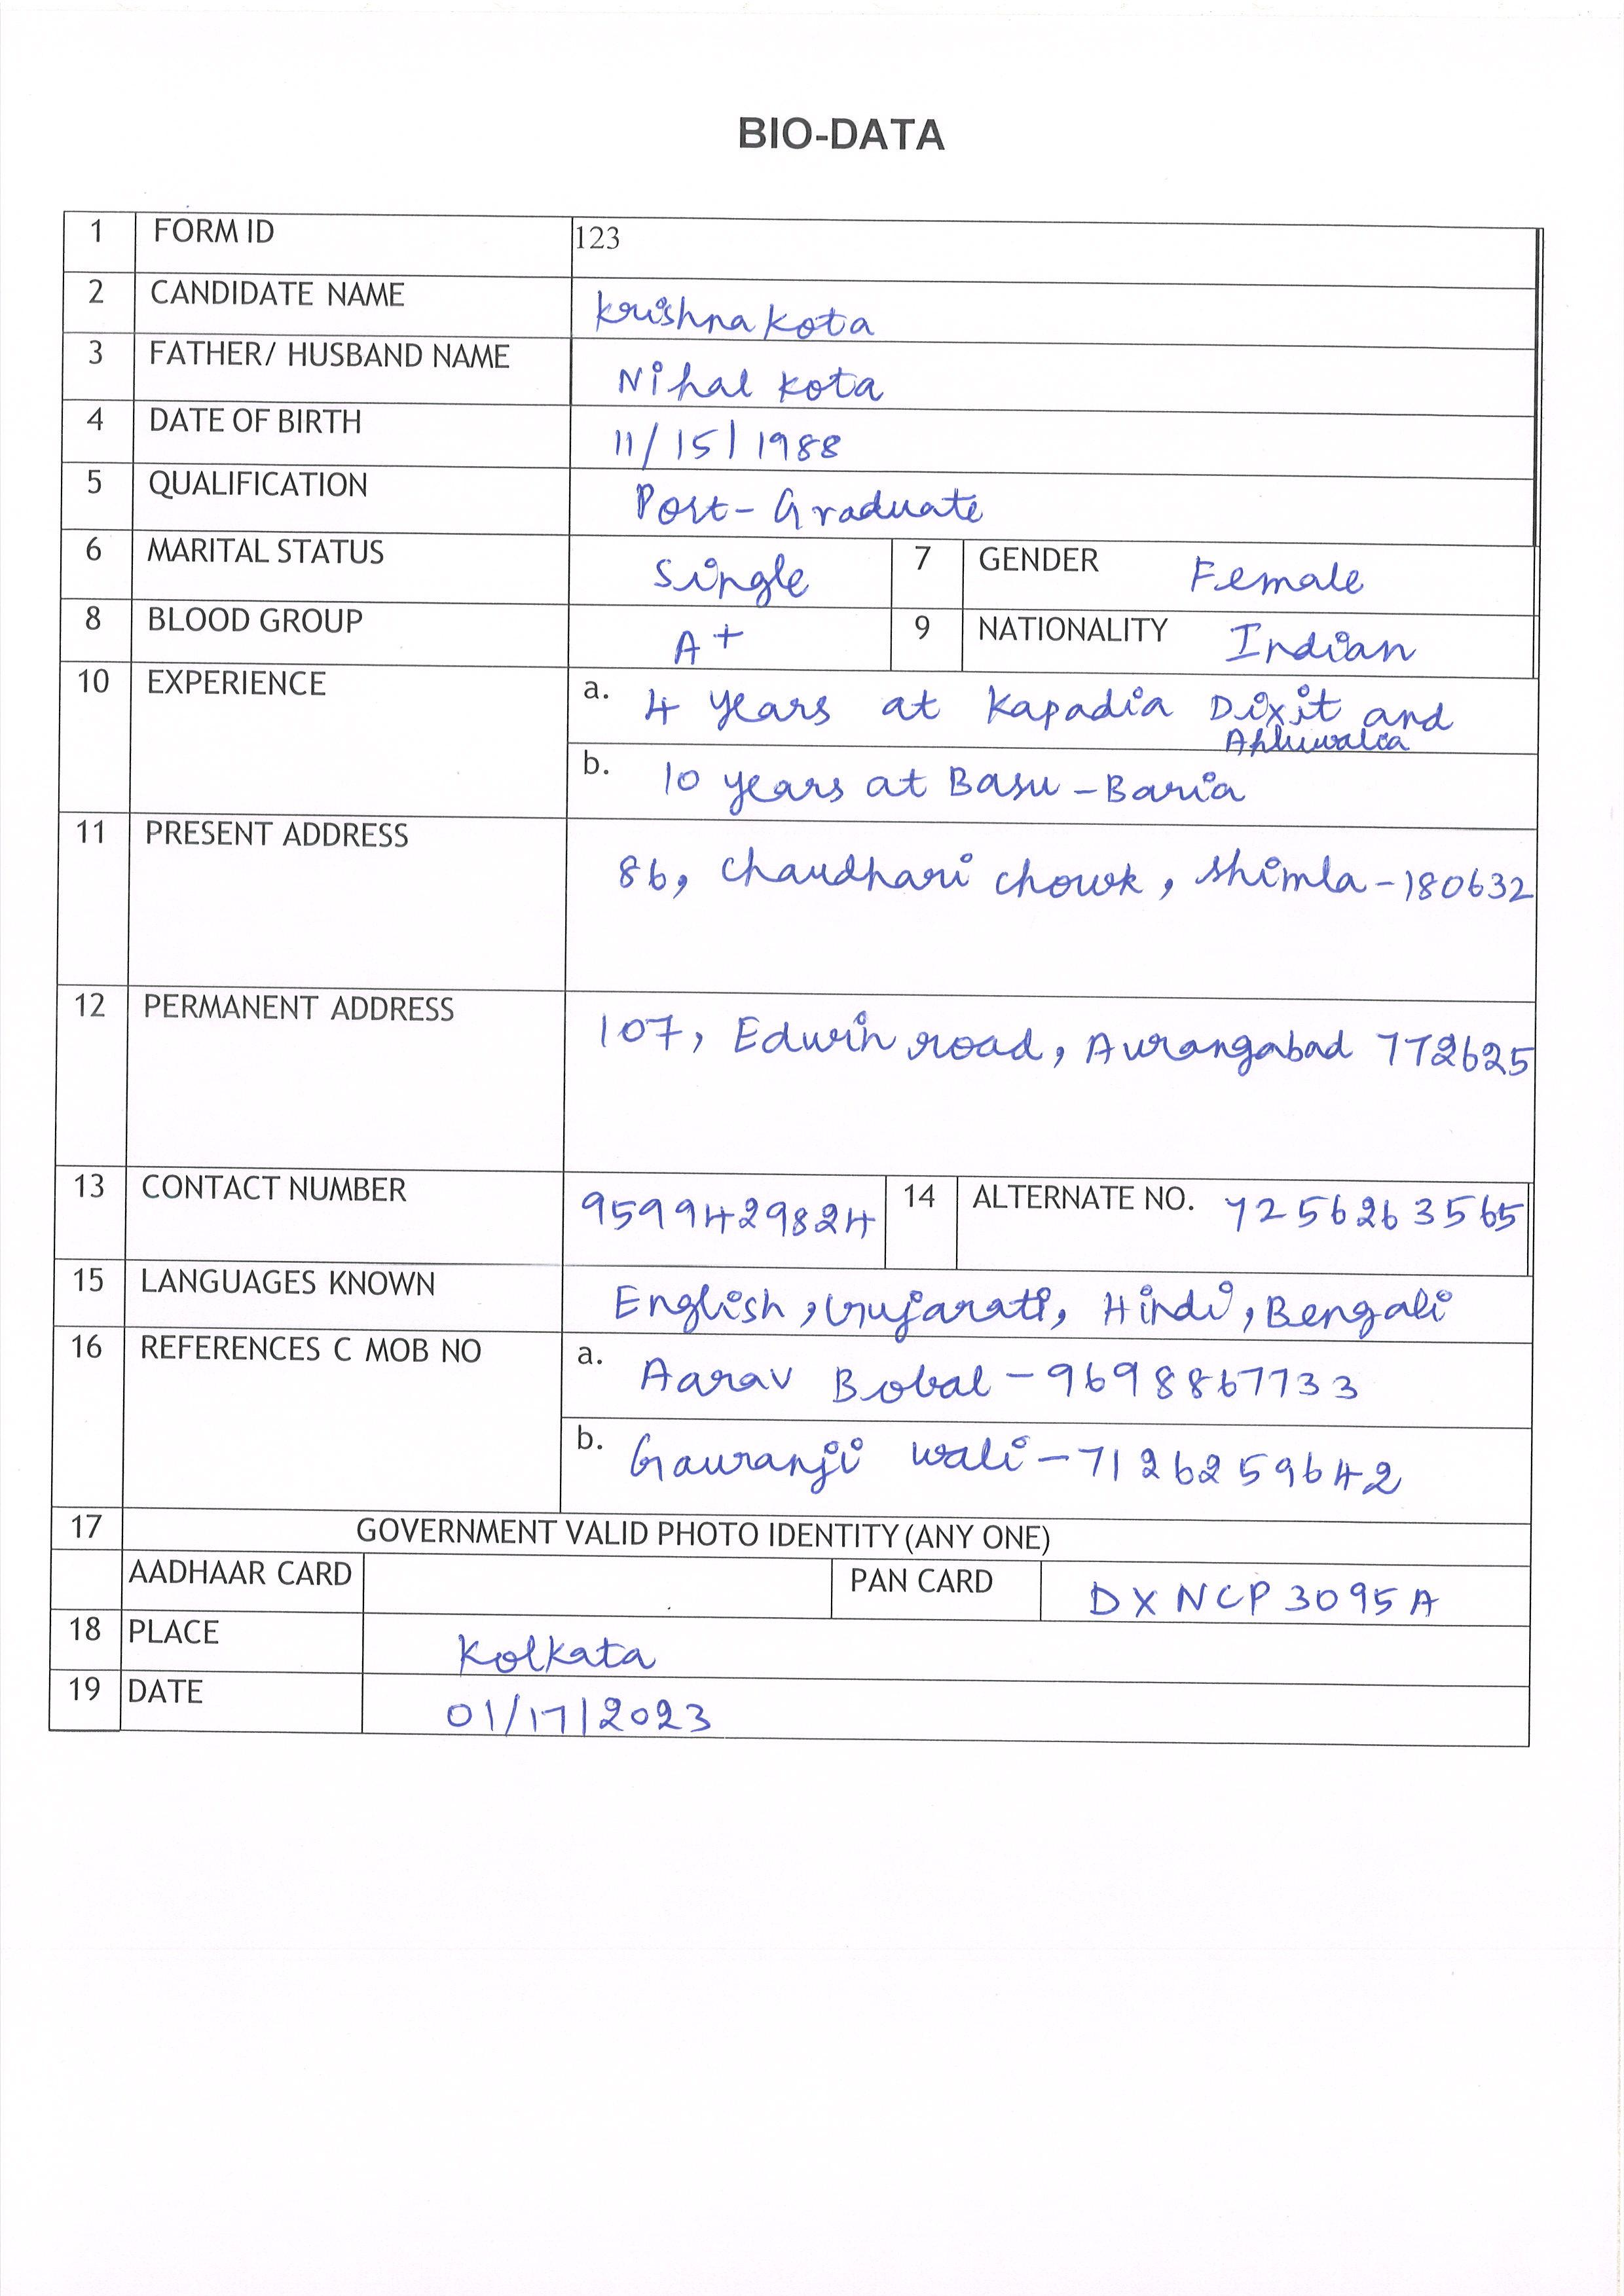 BIO-DATA
1 FORM ID 123
2 CANDIDATE NAME Krishna Kota
3 FATHER/ HUSBAND NAME Nihal Kota
4 DATE OF BIRTH 11/15/1988
5 QUALIFICATION Post-Graduate
6 MARITAL STATUS Single 7 GENDER Female
8 BLOOD GROUP A+ 9 NATIONALITY Indian
10 EXPERIENCE a. 4 years at Kapadia Dixit and
Ahluwalia
b. 10 years at Basu-Baria
11 PRESENT ADDRESS 86, Chaudhari Chowk, Shimla-180632
12 PERMANENT ADDRESS 107, Edwin road, Aurangabad 772625
13 CONTACT NUMBER 9599429824 14 ALTERNATE NO. 7256263565
15 LANGUAGES KNOWN English, Gujarati, Hindi, Bengali
16 REFERENCES C MOB NO a. Aarav Bobal-9698867733
b. Gauranji Wali-7126259642
17 GOVERNMENT VALID PHOTO IDENTITY (ANY ONE)
AADHAAR CARD PAN CARD DXNCP3095A
18 PLACE Kolkata
19 DATE 01/17/2023